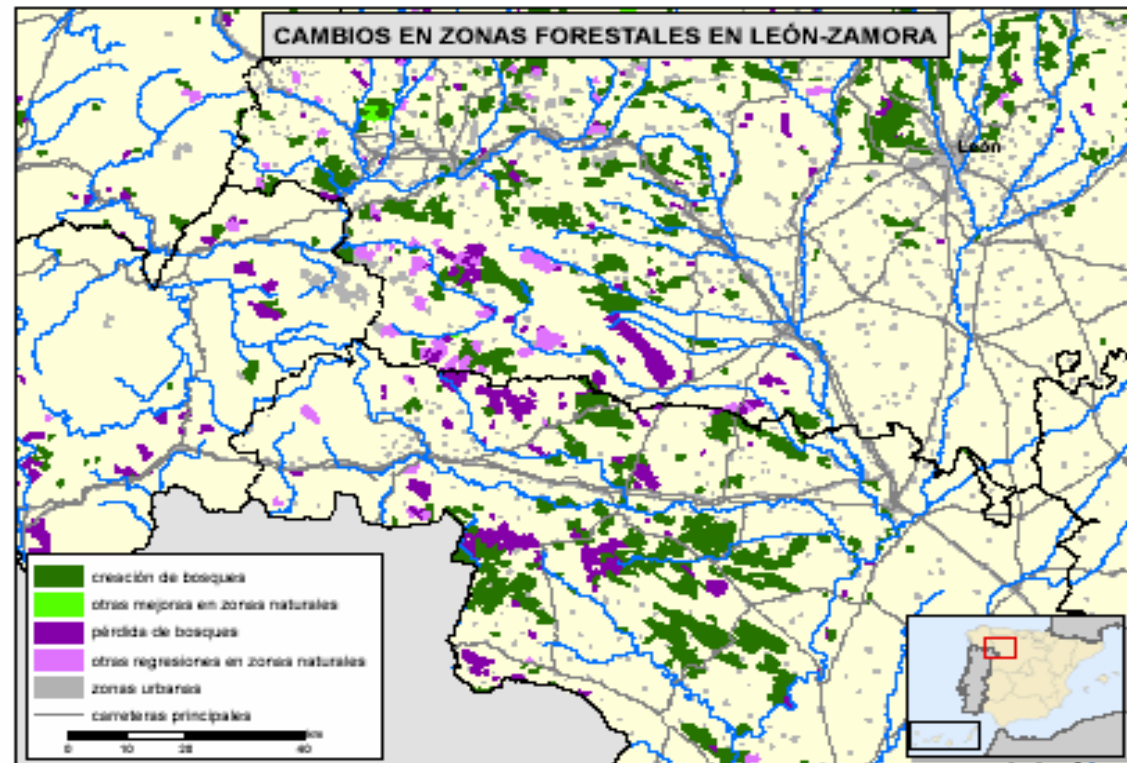 CAMBIOS EN ZONAS FORESTALES EN LEÓN-ZAMORA
León
creación de bosques
otras mejoras en zonas naturales
pérdida de bosques
otras regresiones en zonas naturales
zonas urbanas
carreteras principales
km
0 10 20 40